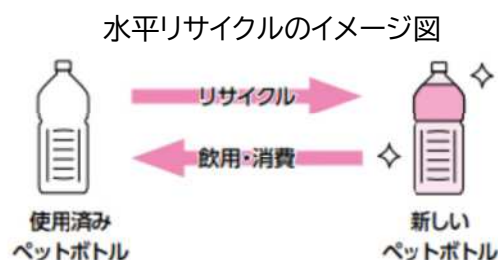 水平リサイクルのイメージ図
リサイクル
飲用・消費
使用済み
ペットボトル
新しい
ペットボトル